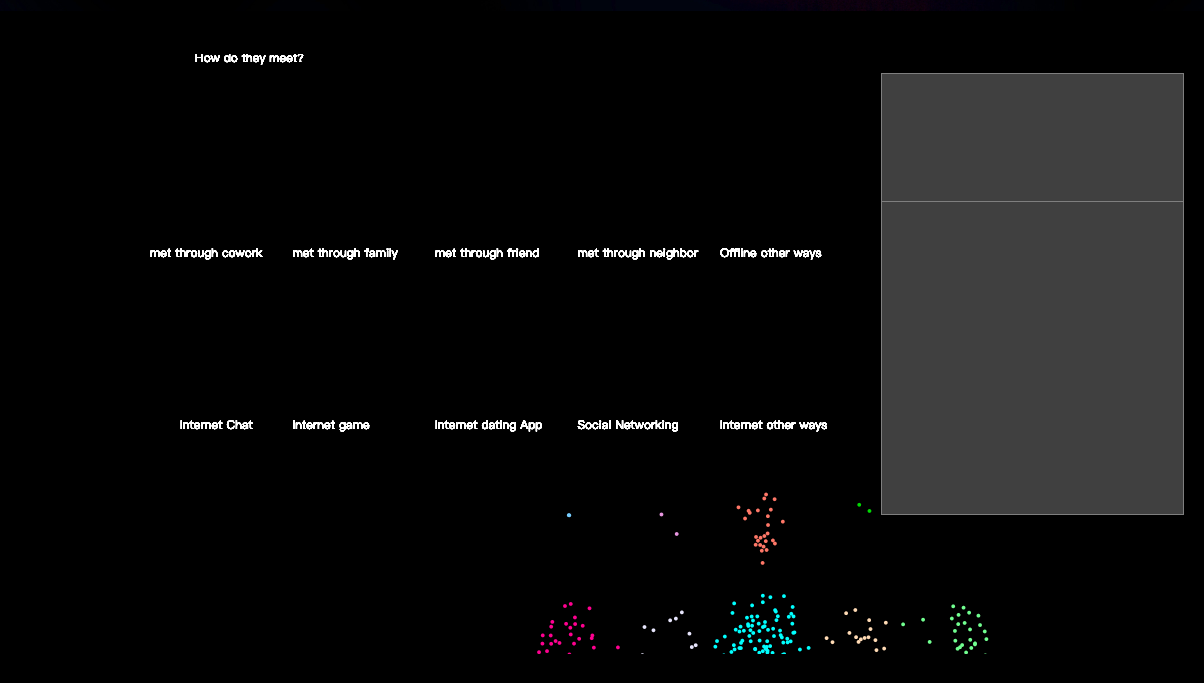 How do they meet?
met through cowork
met through family
met through friend
met through neighbor
Offline other ways
Internet Chat
Internet game
Internet dating App
Social Networking
Internet other ways